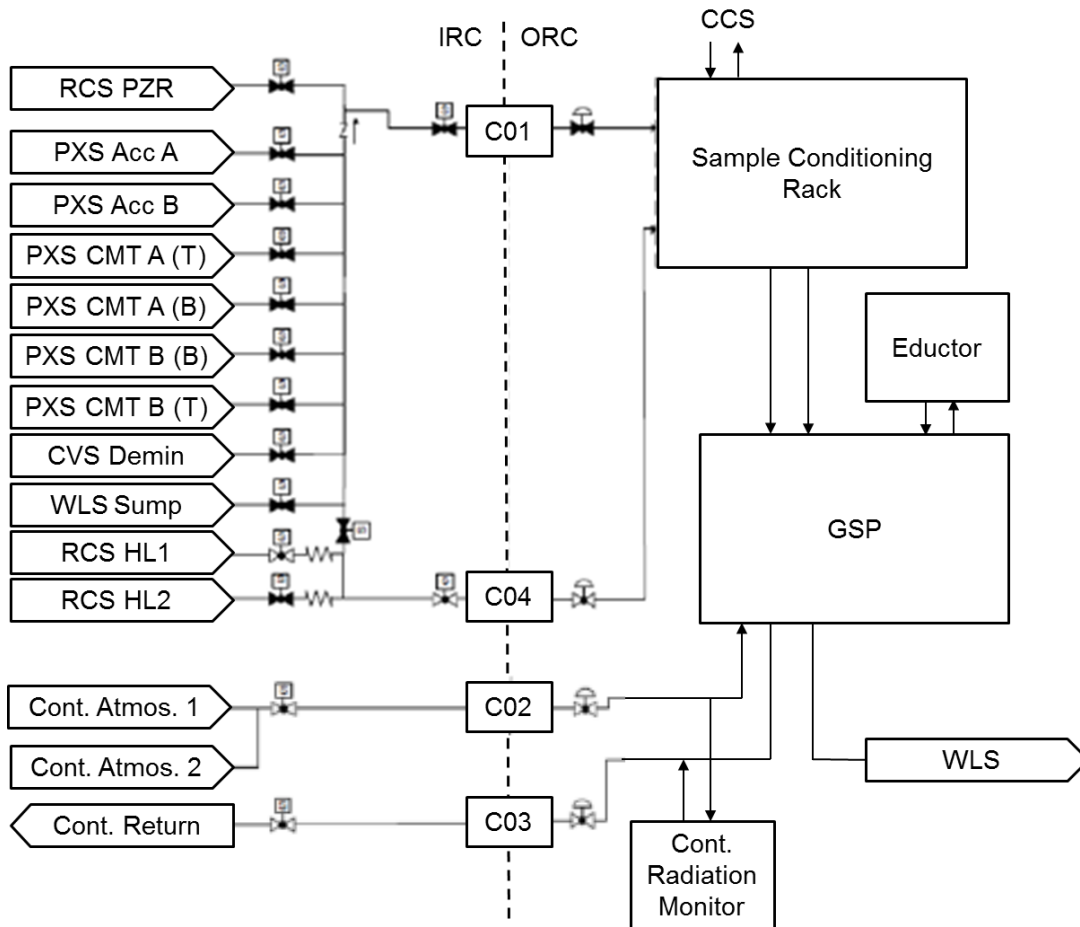 IRC
ORC
CCS
RCS PZR
PXS Acc A
PXS Acc B
PXS CMT A (T)
PXS CMT A (B)
PXS CMT B (B)
PXS CMT B (T)
CVS Demin
WLS Sump
RCS HL1
RCS HL2
Cont. Atmos. 1
Cont. Atmos. 2
Cont. Return
C01
C04
C02
C03
Sample Conditioning
Rack
Eductor
GSP
WLS
Cont.
Radiation
Monitor